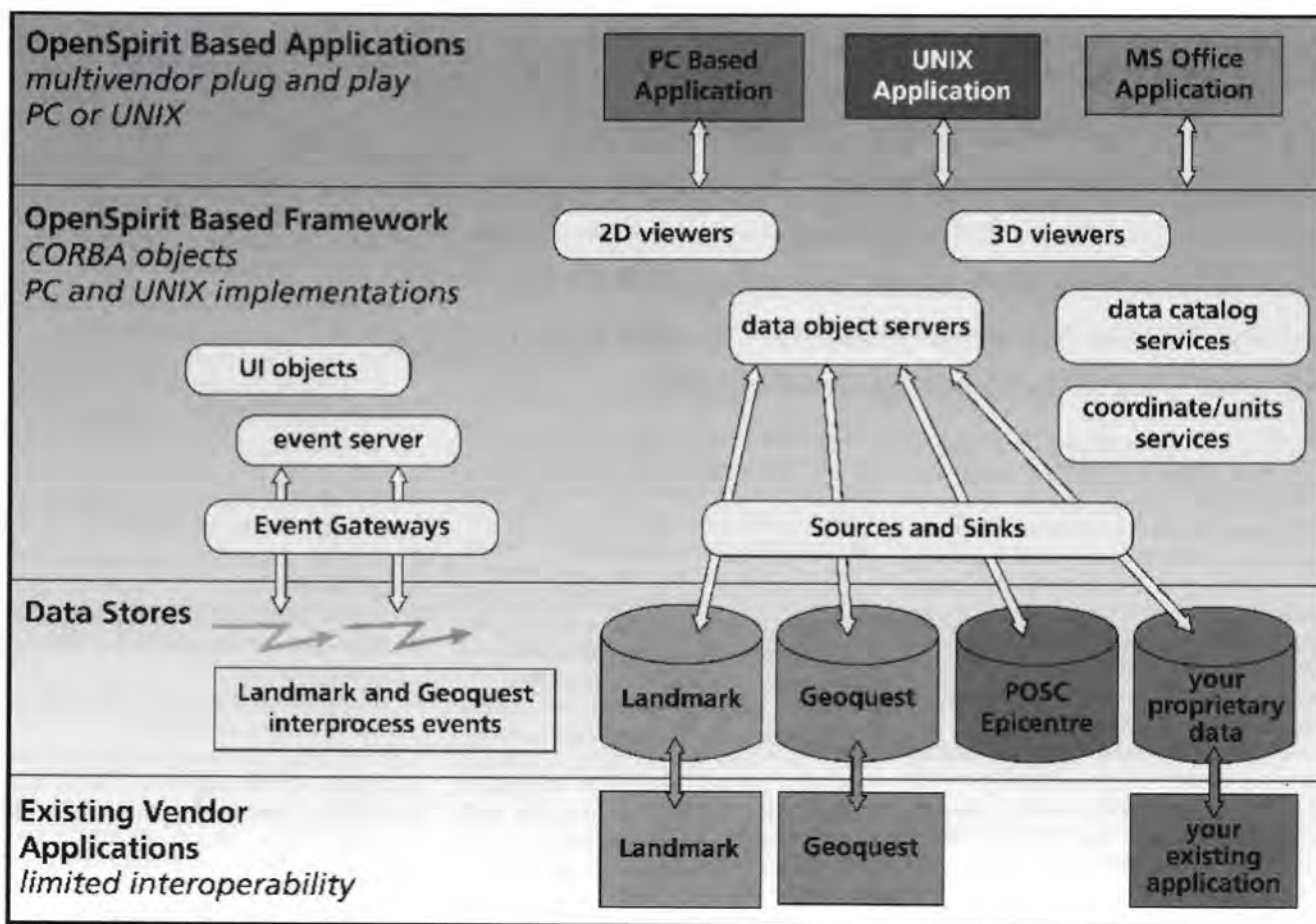 OpenSpirit Based Applications
multivendor plug and play
PC or UNIX
PC Based
Application
UNIX
Application
MS Office
Application
OpenSpirit Based Framework
CORBA objects
PC and UNIX implementations
2D viewers
3D viewers
data object servers
data catalog
services
UI objects
coordinate/units
services
event server
Event Gateways
Sources and Sinks
Data Stores
Landmark and Geoquest
interprocess events
Landmark
Geoquest
POSC
Epicentre
your
proprietary
data
Existing Vendor
Applications
limited interoperability
Landmark
Geoquest
your
existing
application